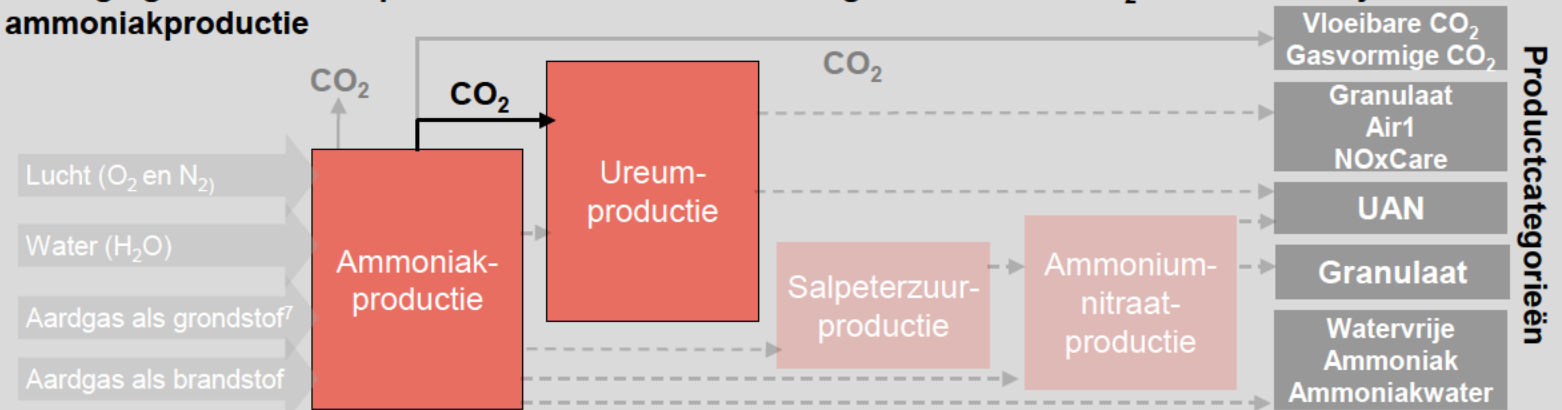 ammoniakproductie
CO₂
CO₂
CO₂
Lucht (O₂ en N₂)
Water (H₂O)
Aardgas als grondstof⁷
Aardgas als brandstof
Ammoniak-
productie
Ureum-
productie
Salpeterzuur-
productie
Ammonium-
nitraat-
productie
Vloeibare CO₂
Gasvormige CO₂
Granulaat
Air1
NOxCare
UAN
Granulaat
Watervrije
Ammoniak
Ammoniakwater
Productcategorieën